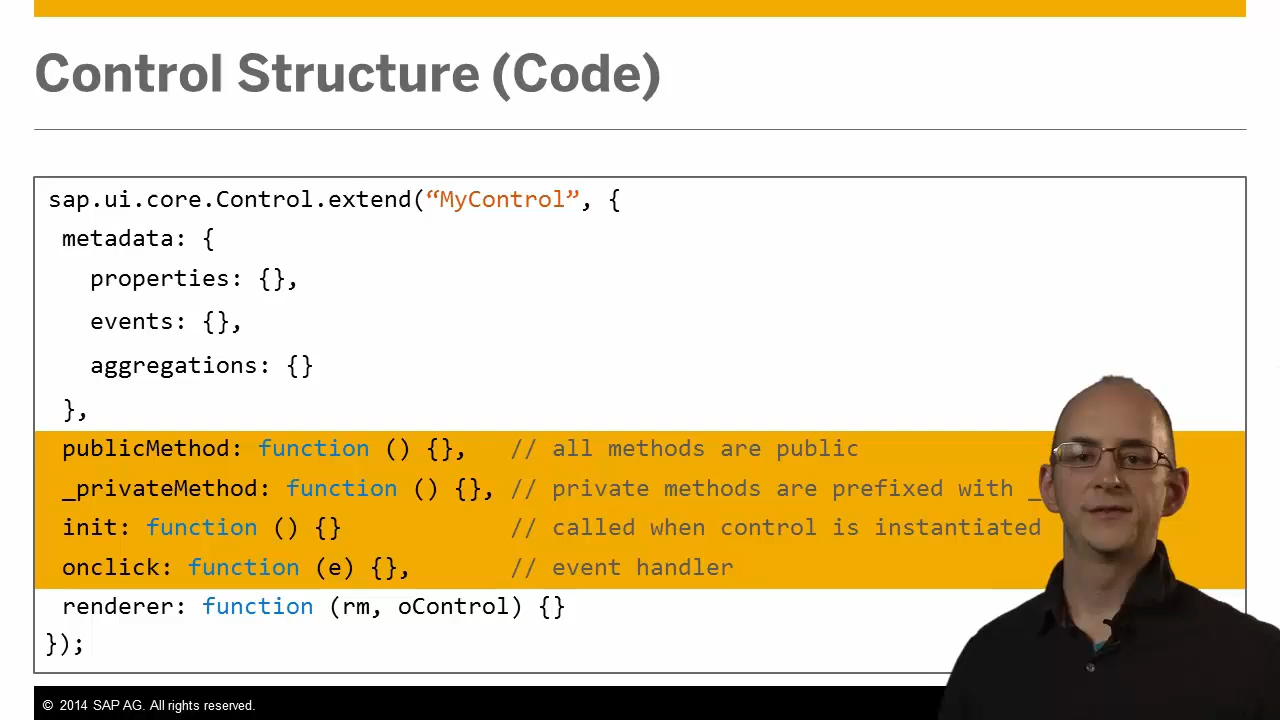 Control Structure (Code)
sap.ui.core.Control.extend(“MyControl”, {
metadata: {
properties: {},
events: {},
aggregations: {}
},
publicMethod: function () {}, // all methods are public
_privateMethod: function () {}, // private methods are prefixed with _
init: function () {} // called when control is instantiated
onclick: function (e) {}, // event handler
renderer: function (rm, oControl) {}
});
© 2014 SAP AG. All rights reserved.